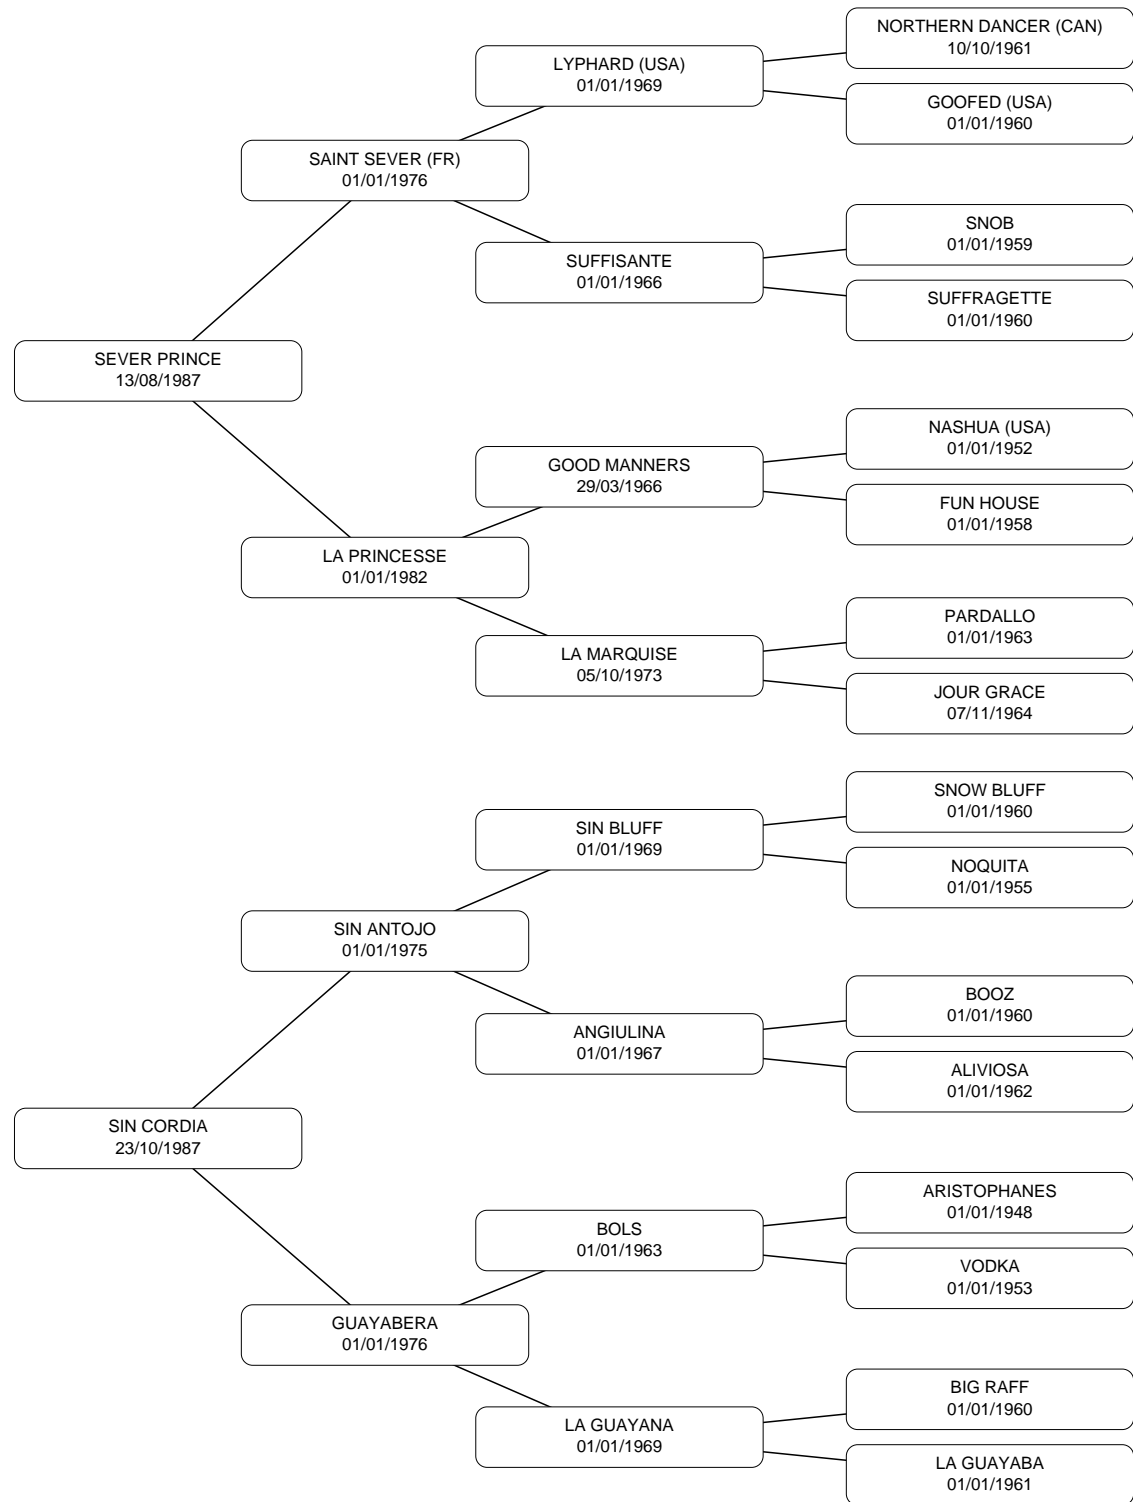 NORTHERN DANCER (CAN)
10/10/1961
LYPHARD (USA)
01/01/1969
GOOFED (USA)
01/01/1960
SAINT SEVER (FR)
01/01/1976
SNOB
01/01/1959
SUFFISANTE
01/01/1966
SUFFRAGETTE
01/01/1960
SEVER PRINCE
13/08/1987
NASHUA (USA)
01/01/1952
GOOD MANNERS
29/03/1966
FUN HOUSE
01/01/1958
LA PRINCESSE
01/01/1982
PARDALLO
01/01/1963
LA MARQUISE
05/10/1973
JOUR GRACE
07/11/1964
SNOW BLUFF
01/01/1960
SIN BLUFF
01/01/1969
NOQUITA
01/01/1955
SIN ANTOJO
01/01/1975
BOOZ
01/01/1960
ANGIULINA
01/01/1967
ALIVIOSA
01/01/1962
SIN CORDIA
23/10/1987
ARISTOPHANES
01/01/1948
BOLS
01/01/1963
VODKA
01/01/1953
GUAYABERA
01/01/1976
BIG RAFF
01/01/1960
LA GUAYANA
01/01/1969
LA GUAYABA
01/01/1961